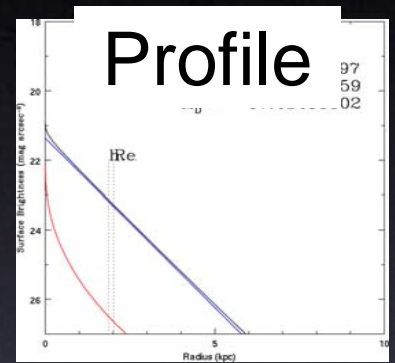 Profile
18
97
59
02
20
22
24
26
hRe
Surface Brightness (mag arcsec⁻²)
0
5
10
Radius (kpc)